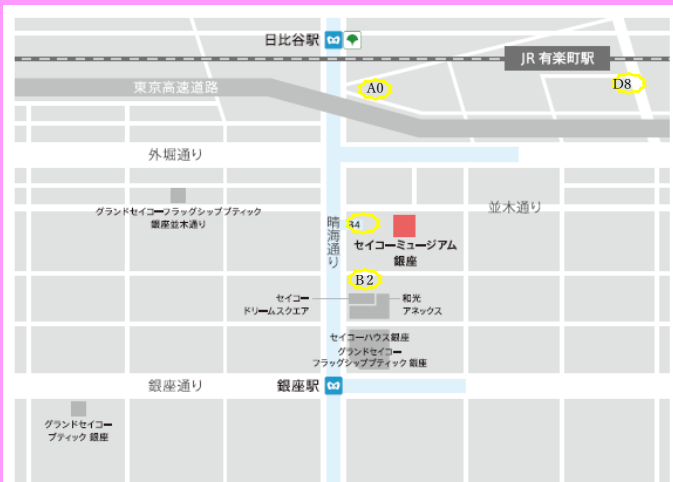 日比谷駅
JR 有楽町駅
東京高速道路
A0
D8
外堀通り
グランドセイコーフラッグシップブティック
銀座並木通り
並木通り
晴海通り
セイコーミュージアム
銀座
B2
セイコー
ドリームスクエア
和光
アネックス
セイコーハウス銀座
グランドセイコー
フラッグシップブティック 銀座
銀座通り
銀座駅
グランドセイコー
ブティック 銀座